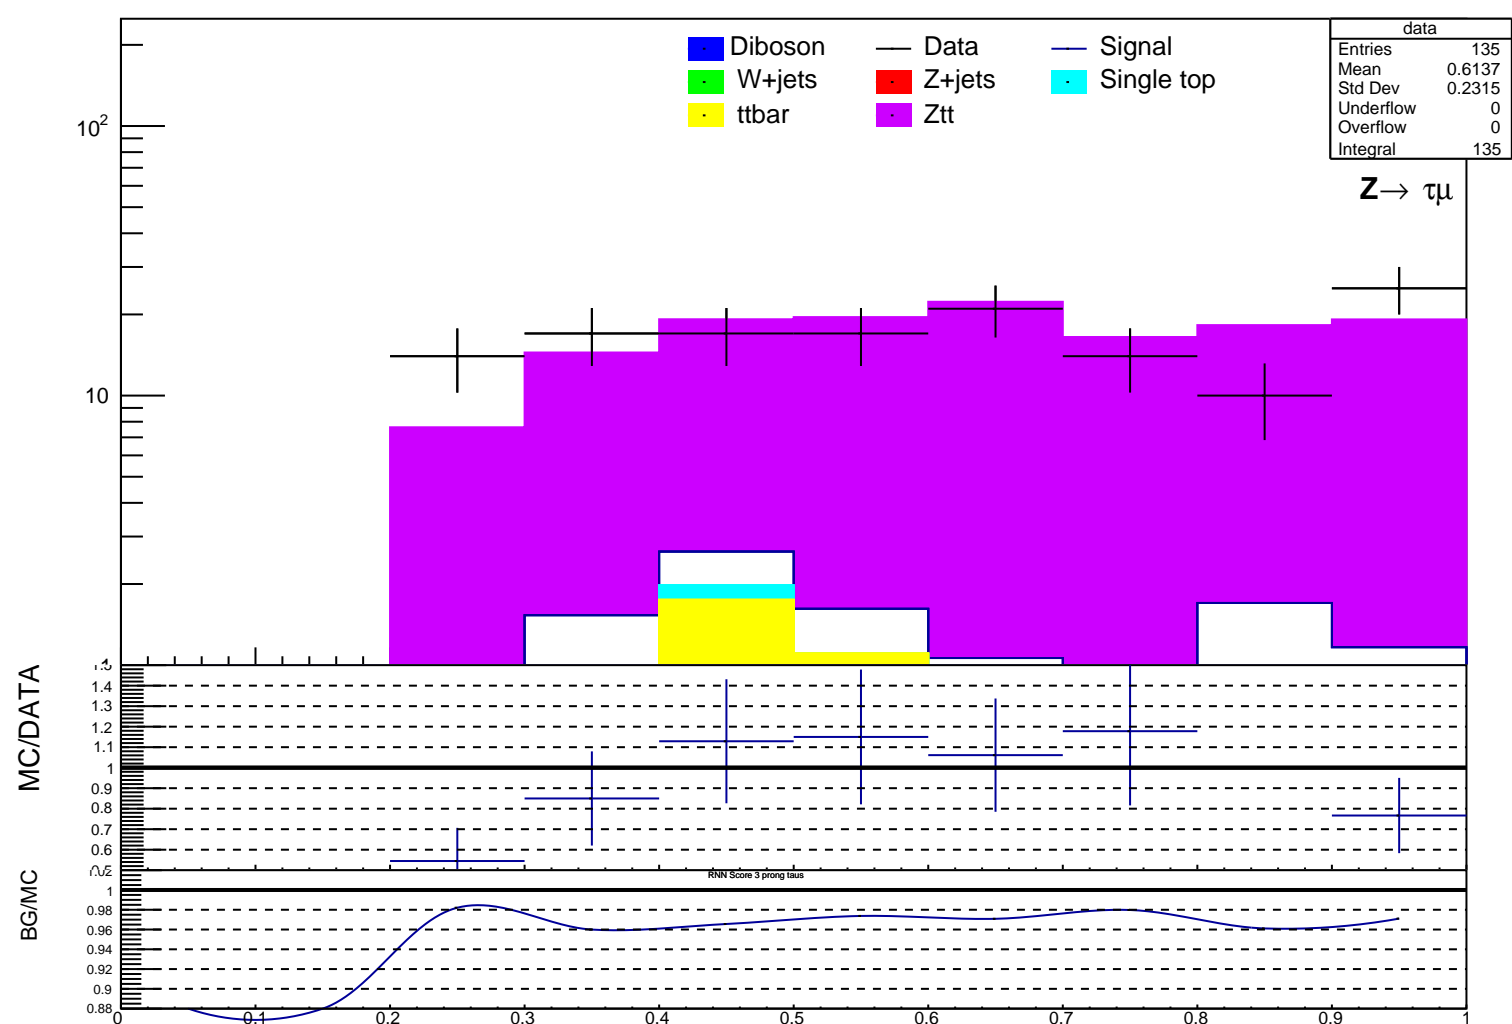 Diboson Data Signal
W+jets Z+jets Single top
ttbar Ztt
data
Entries 135
Mean 0.6137
Std Dev 0.2315
Underflow 0
Overflow 0
Integral 135
Z→ τμ
10²
10
MC/DATA
1.4
1.3
1.2
1.1
1
0.9
0.8
0.7
0.6
RNN Score 3 prong taus
BG/MC
1
0.98
0.96
0.94
0.92
0.9
0.88
0 0.1 0.2 0.3 0.4 0.5 0.6 0.7 0.8 0.9 1